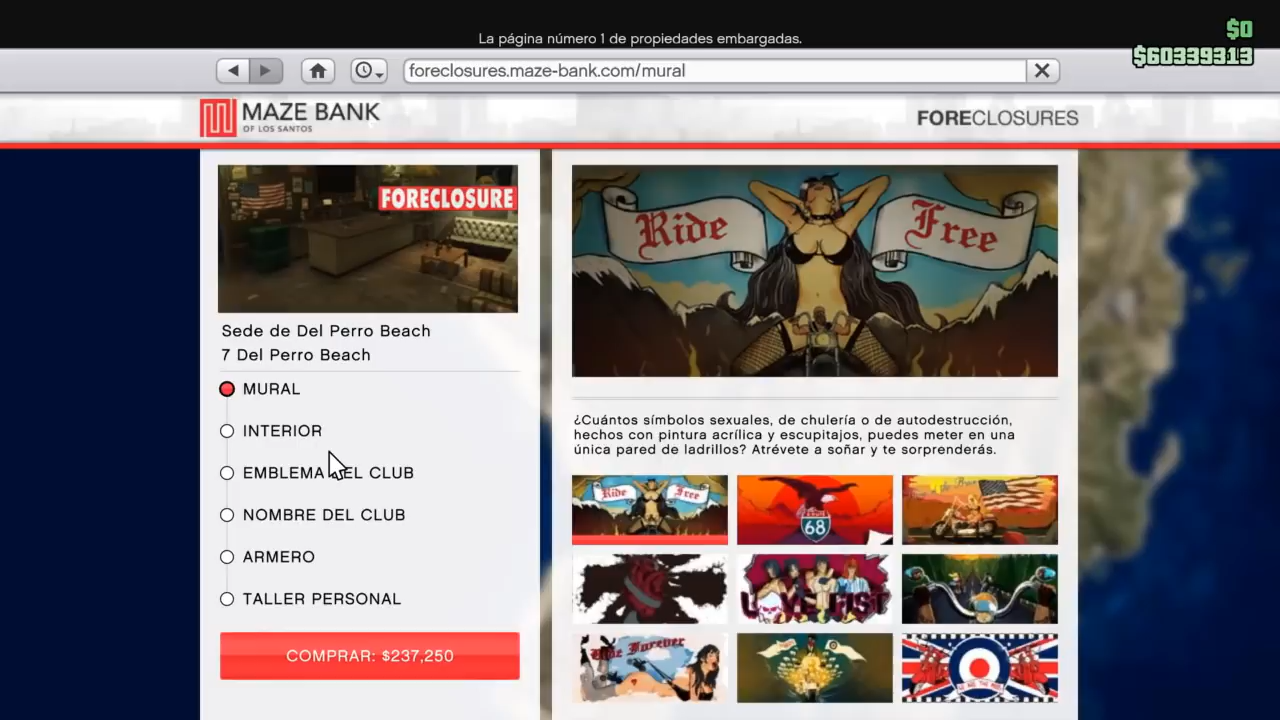 La página número 1 de propiedades embargadas.
$0
$60339313
foreclosures.maze-bank.com/mural
MAZE BANK
OF LOS SANTOS
FORECLOSURES
FORECLOSURE
Sede de Del Perro Beach
7 Del Perro Beach
MURAL
INTERIOR
EMBLEMA DEL CLUB
NOMBRE DEL CLUB
ARMERO
TALLER PERSONAL
COMPRAR: $237,250
Ride Free
¿Cuántos símbolos sexuales, de chulería o de autodestrucción,
hechos con pintura acrílica y escupitajos, puedes meter en una
única pared de ladrillos? Atrévete a soñar y te sorprenderás.
Ride Free
68
LOVE FIST
Ride Forever